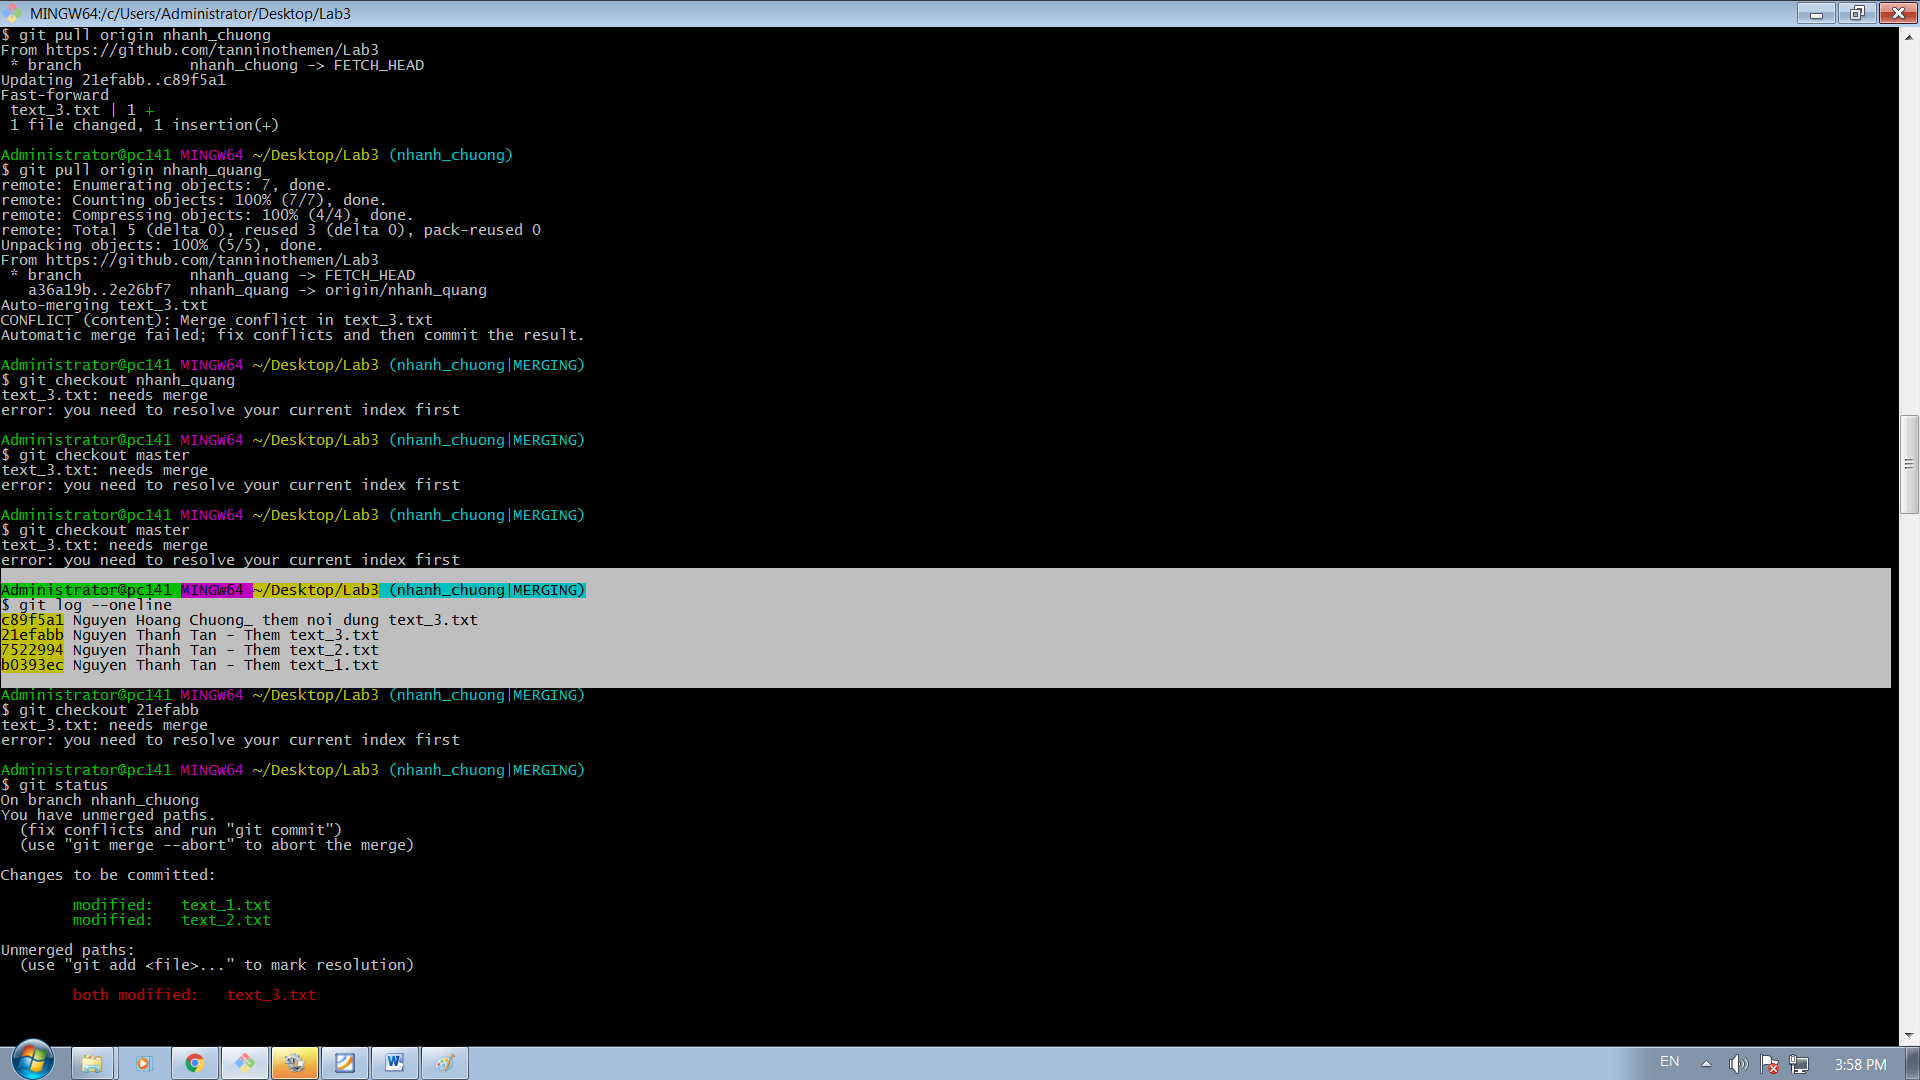 MINGW64:/c/Users/Administrator/Desktop/Lab3
$ git pull origin nhanh_chuong
From https://github.com/tanninothemen/Lab3
 * branch            nhanh_chuong -> FETCH_HEAD
Updating 21efabb..c89f5a1
Fast-forward
 text_3.txt | 1 +
 1 file changed, 1 insertion(+)
Administrator@pc141 MINGW64 ~/Desktop/Lab3 (nhanh_chuong)
$ git pull origin nhanh_quang
remote: Enumerating objects: 7, done.
remote: Counting objects: 100% (7/7), done.
remote: Compressing objects: 100% (4/4), done.
remote: Total 5 (delta 0), reused 3 (delta 0), pack-reused 0
Unpacking objects: 100% (5/5), done.
From https://github.com/tanninothemen/Lab3
 * branch            nhanh_quang -> FETCH_HEAD
   a36a19b..2e26bf7  nhanh_quang -> origin/nhanh_quang
Auto-merging text_3.txt
CONFLICT (content): Merge conflict in text_3.txt
Automatic merge failed; fix conflicts and then commit the result.
Administrator@pc141 MINGW64 ~/Desktop/Lab3 (nhanh_chuong|MERGING)
$ git checkout nhanh_quang
text_3.txt: needs merge
error: you need to resolve your current index first
Administrator@pc141 MINGW64 ~/Desktop/Lab3 (nhanh_chuong|MERGING)
$ git checkout master
text_3.txt: needs merge
error: you need to resolve your current index first
Administrator@pc141 MINGW64 ~/Desktop/Lab3 (nhanh_chuong|MERGING)
$ git checkout master
text_3.txt: needs merge
error: you need to resolve your current index first
Administrator@pc141 MINGW64 ~/Desktop/Lab3 (nhanh_chuong|MERGING)
$ git log --oneline
c89f5a1 Nguyen Hoang Chuong_ them noi dung text_3.txt
21efabb Nguyen Thanh Tan - Them text_3.txt
7522994 Nguyen Thanh Tan - Them text_2.txt
b0393ec Nguyen Thanh Tan - Them text_1.txt
Administrator@pc141 MINGW64 ~/Desktop/Lab3 (nhanh_chuong|MERGING)
$ git checkout 21efabb
text_3.txt: needs merge
error: you need to resolve your current index first
Administrator@pc141 MINGW64 ~/Desktop/Lab3 (nhanh_chuong|MERGING)
$ git status
On branch nhanh_chuong
You have unmerged paths.
  (fix conflicts and run "git commit")
  (use "git merge --abort" to abort the merge)
Changes to be committed:
        modified:   text_1.txt
        modified:   text_2.txt
Unmerged paths:
  (use "git add <file>..." to mark resolution)
        both modified:   text_3.txt
EN
3:58 PM